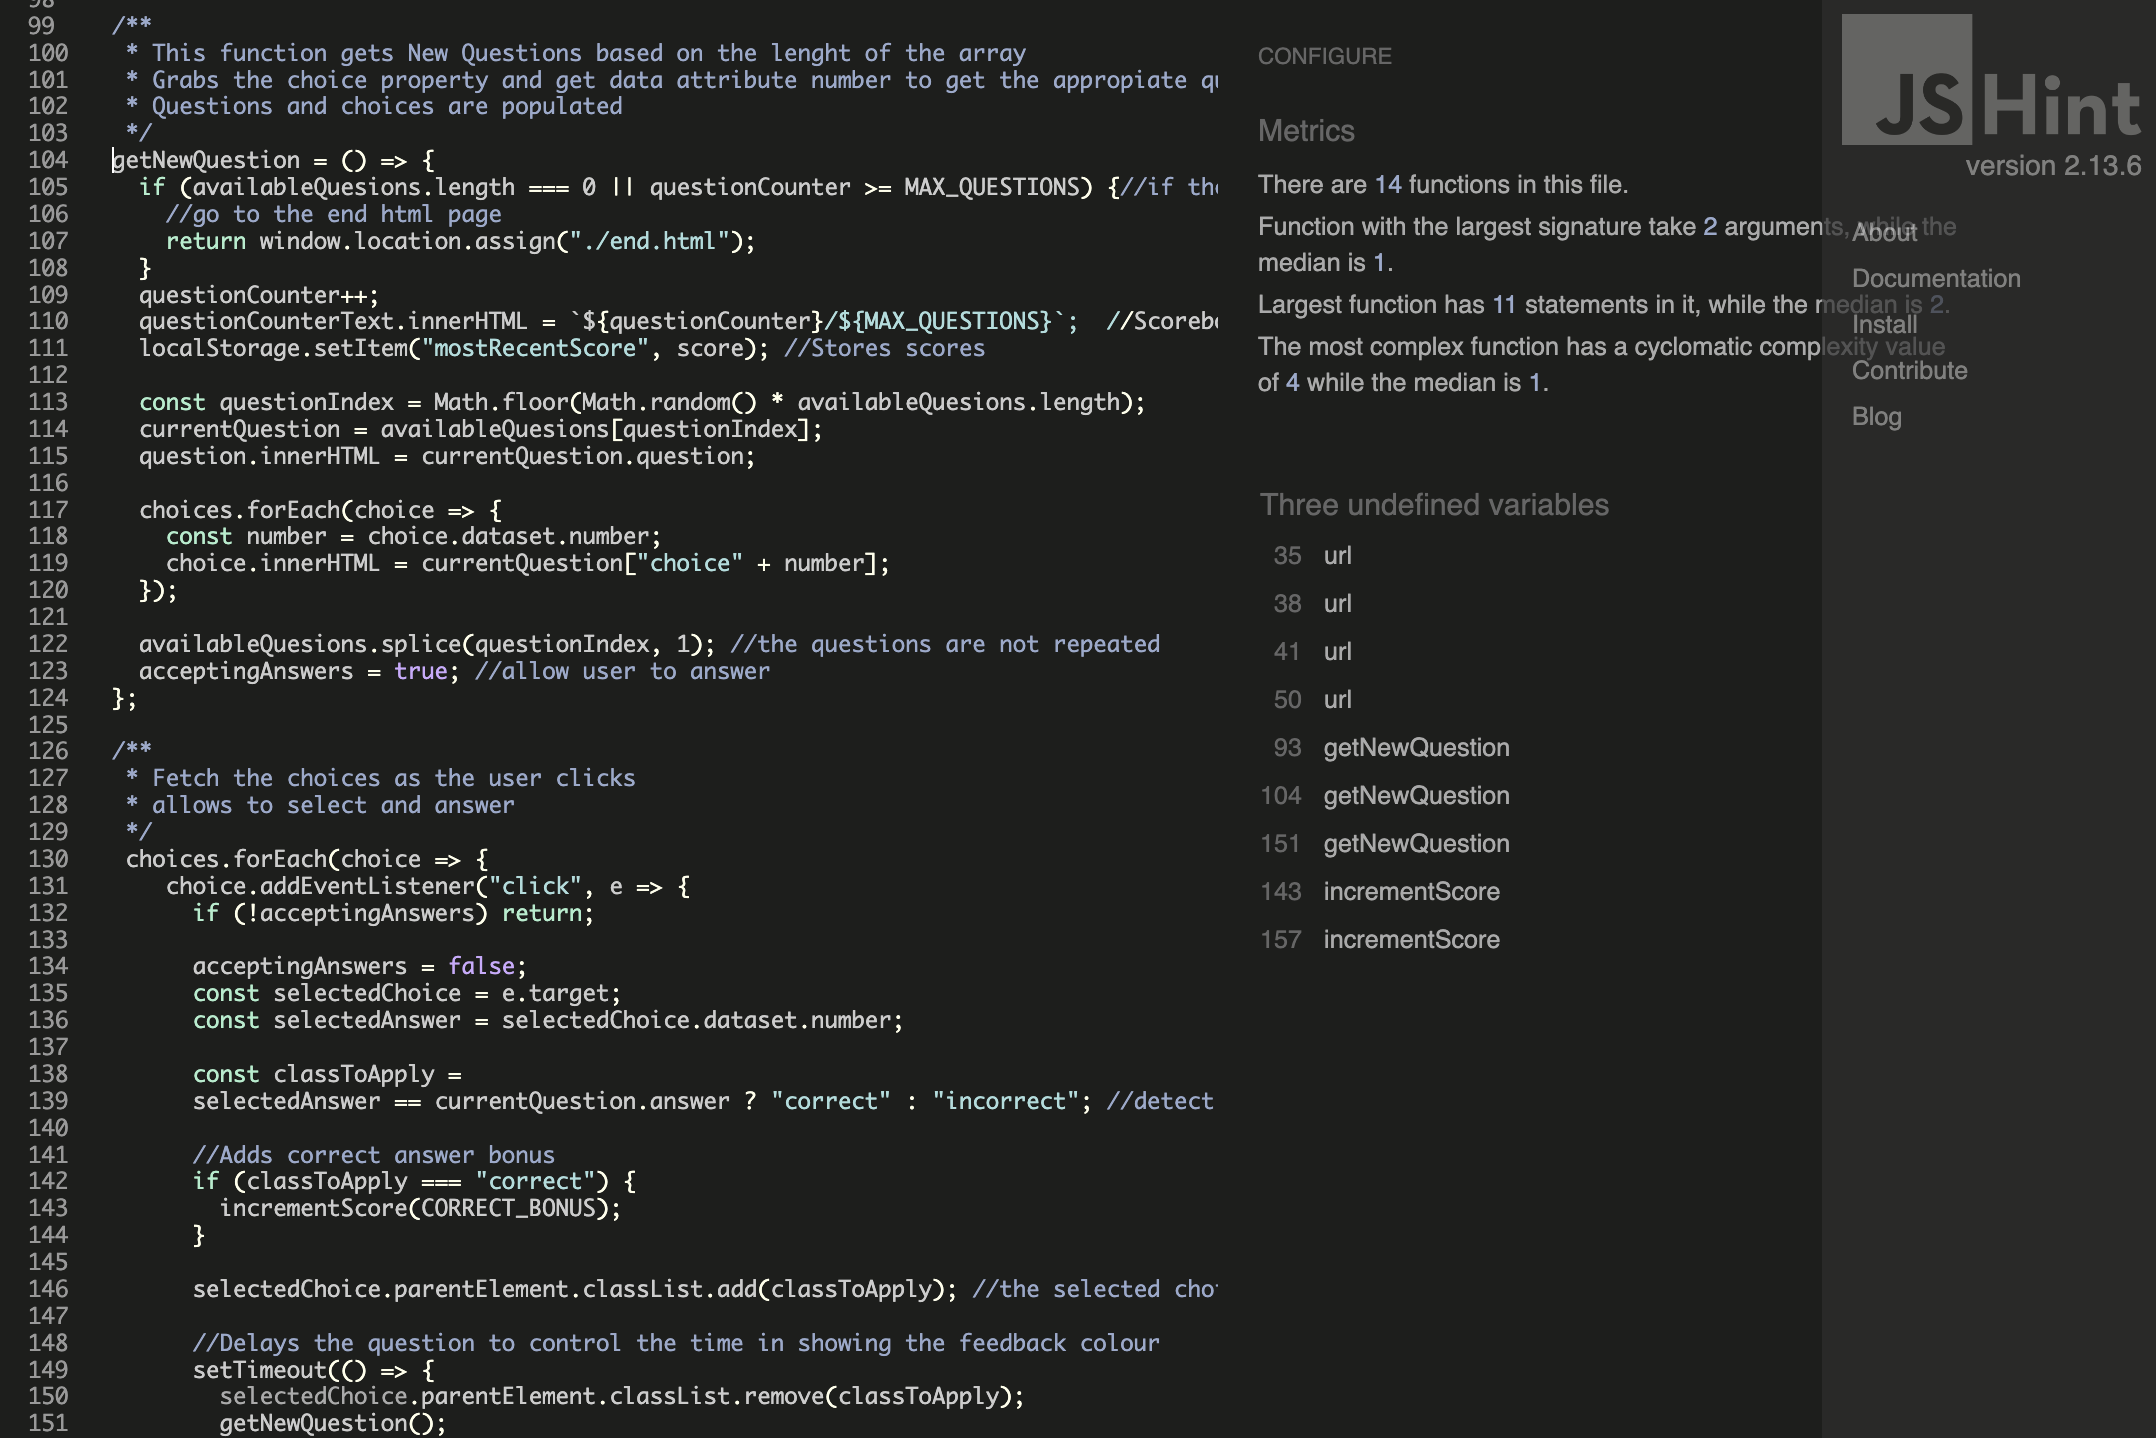 98
99 /**
100 * This function gets New Questions based on the lenght of the array
101 * Grabs the choice property and get data attribute number to get the appropiate
102 * Questions and choices are populated
103 */
104 getNewQuestion = () => {
105 if (availableQuesions.length === 0 || questionCounter >= MAX_QUESTIONS) {//if
106 //go to the end html page
107 return window.location.assign("./end.html");
108 }
109 questionCounter++;
110 questionCounterText.innerHTML = `${questionCounter}/${MAX_QUESTIONS}`; //
111 localStorage.setItem("mostRecentScore", score); //Stores scores
112
113 const questionIndex = Math.floor(Math.random() * availableQuesions.length);
114 currentQuestion = availableQuesions[questionIndex];
115 question.innerHTML = currentQuestion.question;
116
117 choices.forEach(choice => {
118 const number = choice.dataset.number;
119 choice.innerHTML = currentQuestion["choice" + number];
120 });
121
122 availableQuesions.splice(questionIndex, 1); //the questions are not repeated
123 acceptingAnswers = true; //allow user to answer
124 };
125
126 /**
127 * Fetch the choices as the user clicks
128 * allows to select and answer
129 */
130 choices.forEach(choice => {
131 choice.addEventListener("click", e => {
132 if (!acceptingAnswers) return;
133
134 acceptingAnswers = false;
135 const selectedChoice = e.target;
136 const selectedAnswer = selectedChoice.dataset.number;
137
138 const classToApply =
139 selectedAnswer == currentQuestion.answer ? "correct" : "incorrect"; //detect
140
141 //Adds correct answer bonus
142 if (classToApply === "correct") {
143 incrementScore(CORRECT_BONUS);
144 }
145
146 selectedChoice.parentElement.classList.add(classToApply); //the selected
147
148 //Delays the question to control the time in showing the feedback colour
149 setTimeout(() => {
150 selectedChoice.parentElement.classList.remove(classToApply);
151 getNewQuestion();
CONFIGURE
Metrics
There are 14 functions in this file.
Function with the largest signature take 2 arguments, while the
median is 1.
Largest function has 11 statements in it, while the median is 2.
The most complex function has a cyclomatic complexity value
of 4 while the median is 1.
Three undefined variables
35 url
38 url
41 url
50 url
93 getNewQuestion
104 getNewQuestion
151 getNewQuestion
143 incrementScore
157 incrementScore
JSHint
version 2.13.6
About
Documentation
Install
Contribute
Blog